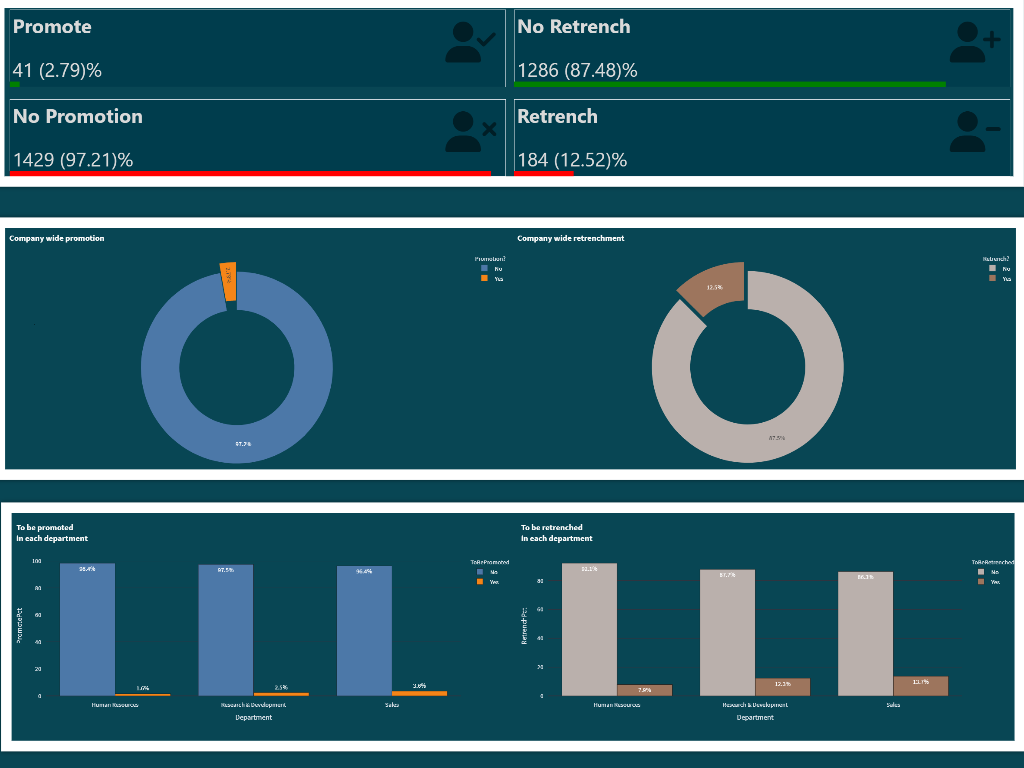 Promote
41 (2.79)%
No Retrench
1286 (87.48)%
No Promotion
1429 (97.21)%
Retrench
184 (12.52)%
Company wide promotion
Promotion?
No
Yes
97.2%
Company wide retrenchment
Retrench?
No
Yes
12.5%
87.5%
To be promoted
in each department
ToBePromoted
No
Yes
PromotePct
100
80
60
40
20
0
98.4%
1.6%
97.5%
2.5%
96.4%
3.6%
Human Resources
Research & Development
Sales
Department
To be retrenched
in each department
ToBeRetrenched
No
Yes
RetrenchPct
80
60
40
20
0
92.1%
7.9%
87.7%
12.3%
86.3%
13.7%
Human Resources
Research & Development
Sales
Department